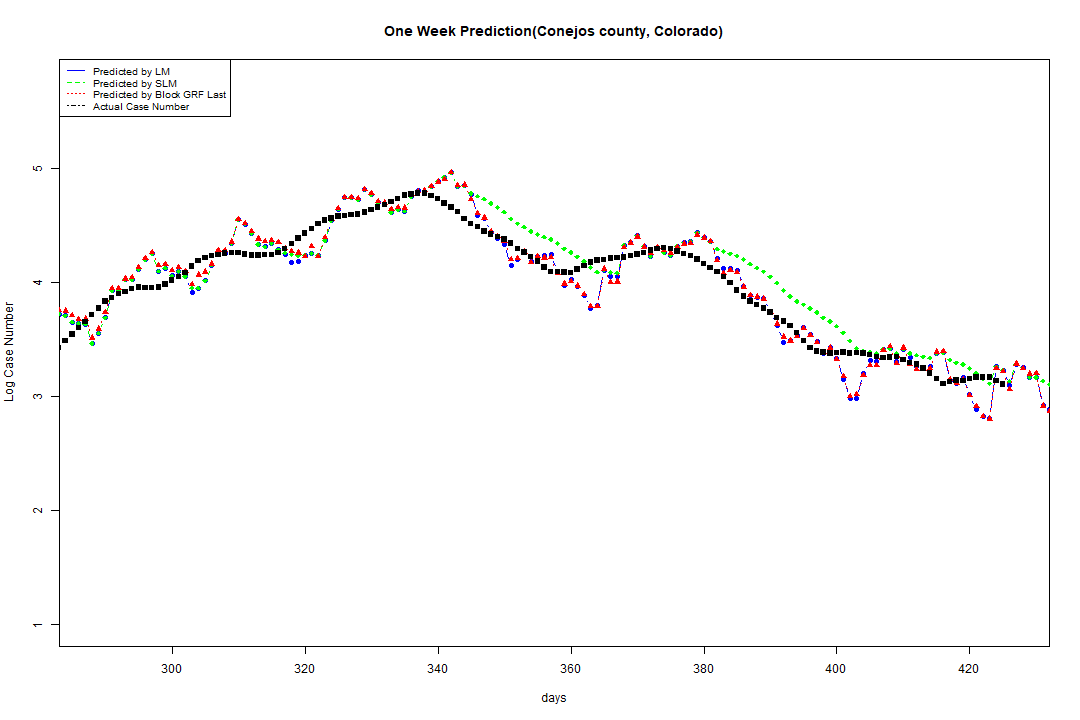 One Week Prediction(Conejos county, Colorado)
Predicted by LM
Predicted by SLM
Predicted by Block GRF Last
Actual Case Number
5
4
3
2
1
Log Case Number
300 320 340 360 380 400 420
days